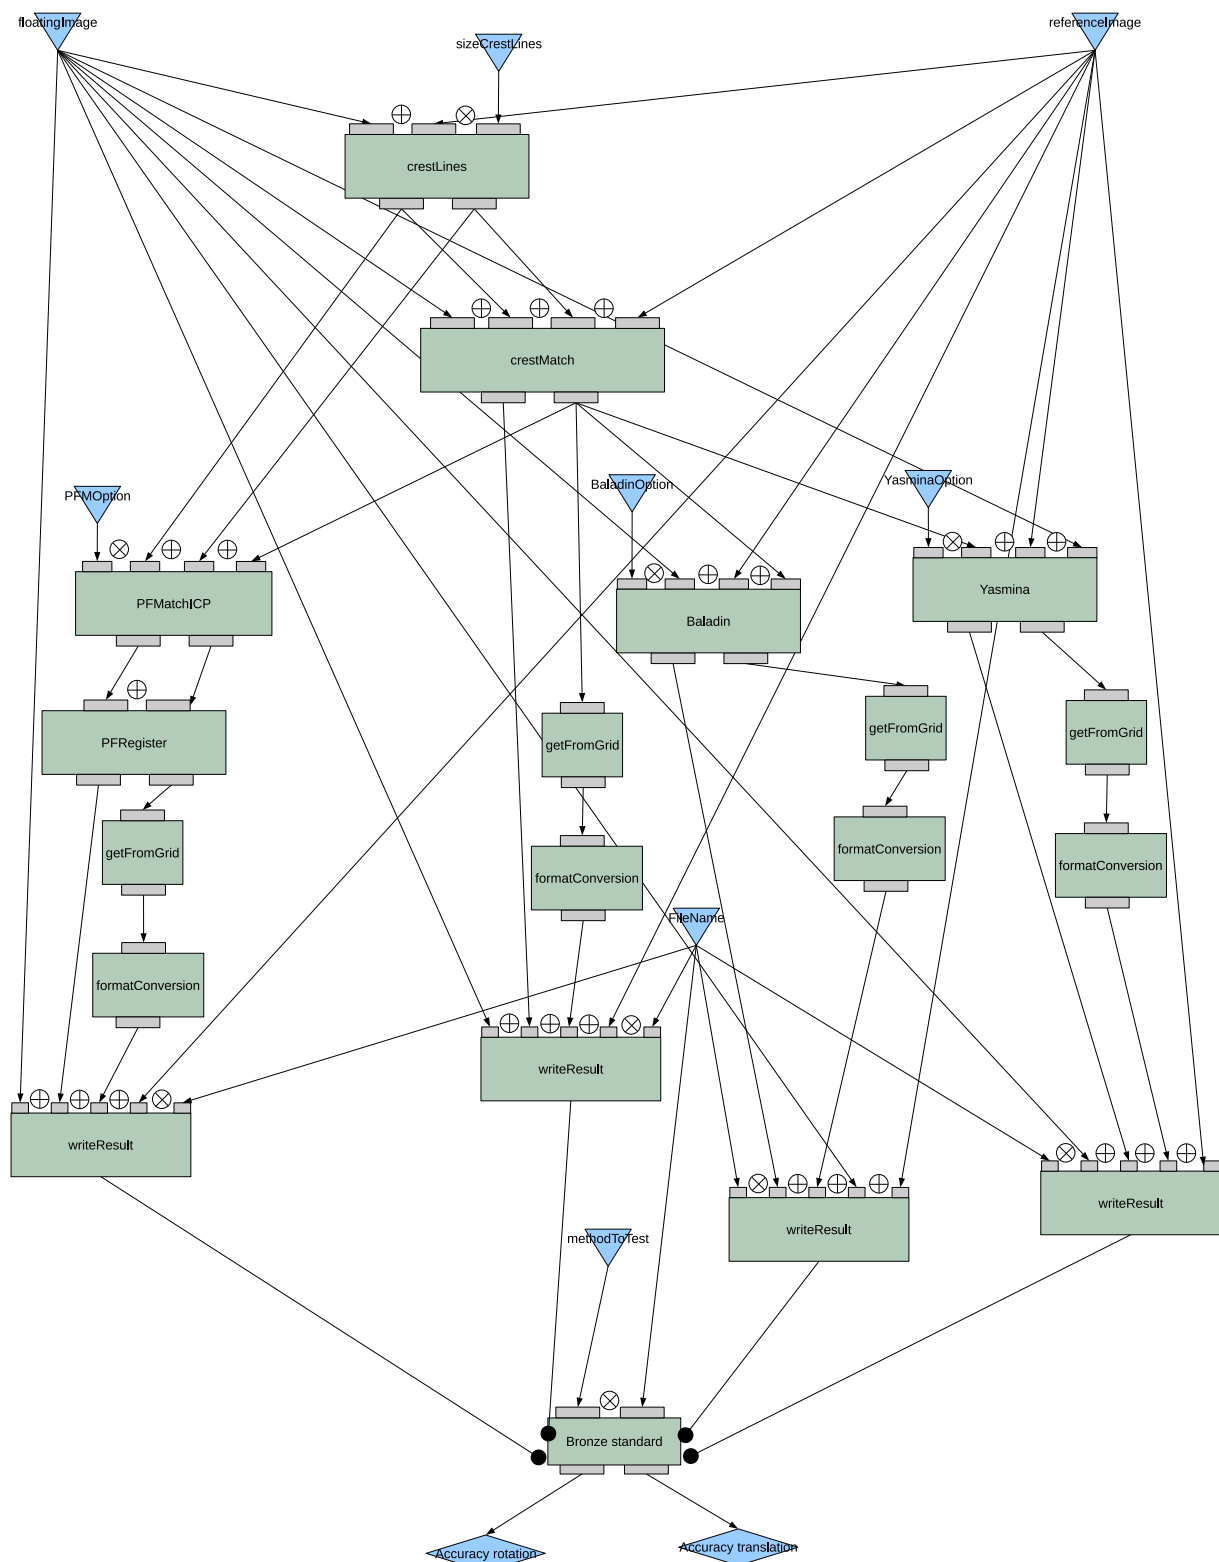 floatingImage
referenceImage
sizeCrestLines
crestLines
crestMatch
PFMOption
BaladinOption
YasminaOption
PFMatchICP
Baladin
Yasmina
PFRegister
getFromGrid
getFromGrid
getFromGrid
getFromGrid
formatConversion
formatConversion
formatConversion
formatConversion
FileName
writeResult
writeResult
writeResult
writeResult
methodToTest
Bronze standard
Accuracy rotation
Accuracy translation